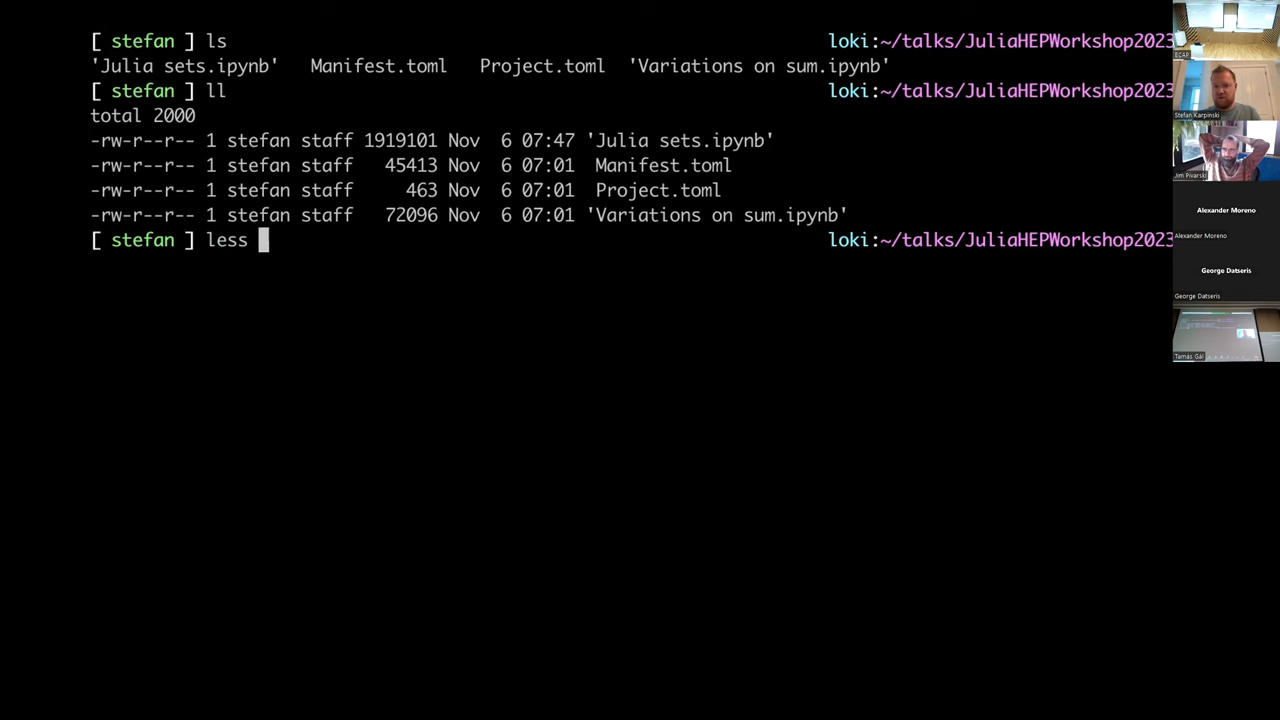 [ stefan ] ls loki:~/talks/JuliaHEPWorkshop2023
'Julia sets.ipynb' Manifest.toml Project.toml 'Variations on sum.ipynb'
[ stefan ] ll loki:~/talks/JuliaHEPWorkshop2023
total 2000
-rw-r--r-- 1 stefan staff 1919101 Nov 6 07:47 'Julia sets.ipynb'
-rw-r--r-- 1 stefan staff 45413 Nov 6 07:01 Manifest.toml
-rw-r--r-- 1 stefan staff 463 Nov 6 07:01 Project.toml
-rw-r--r-- 1 stefan staff 72096 Nov 6 07:01 'Variations on sum.ipynb'
[ stefan ] less loki:~/talks/JuliaHEPWorkshop2023
ECAP
Stefan Karpinski
Jim Pivarski
Alexander Moreno
Alexander Moreno
George Datseris
George Datseris
Tamás Gál